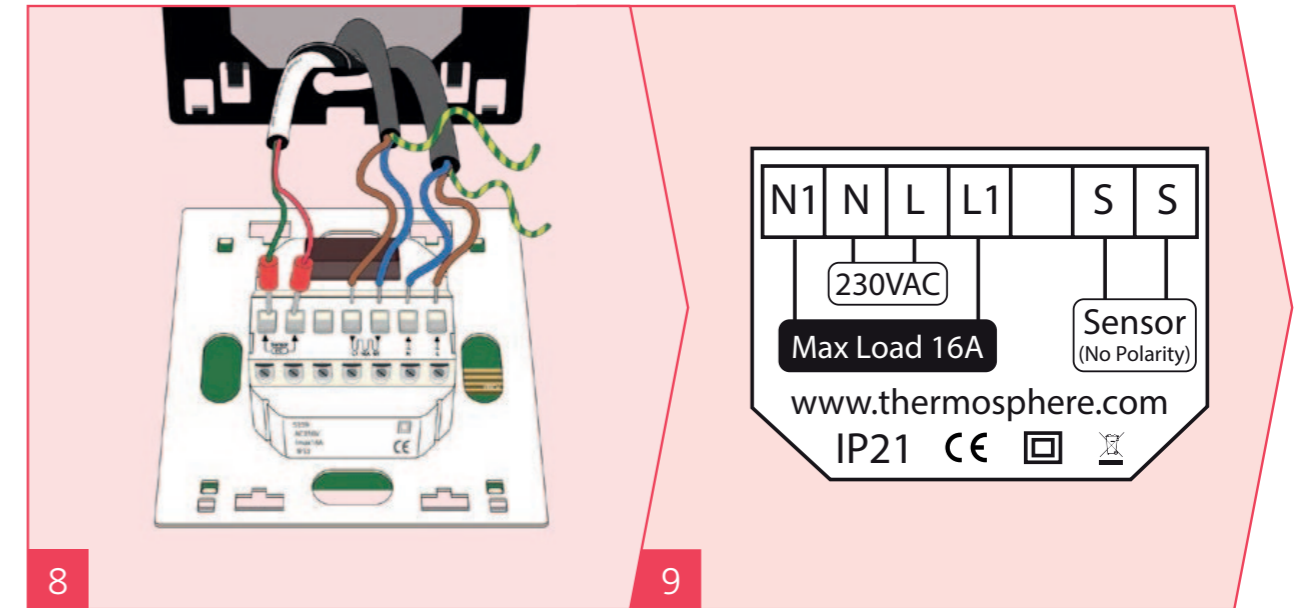 8
N1 N L L1 S S
230VAC
Max Load 16A
Sensor
(No Polarity)
www.thermosphere.com
IP21 CE
9